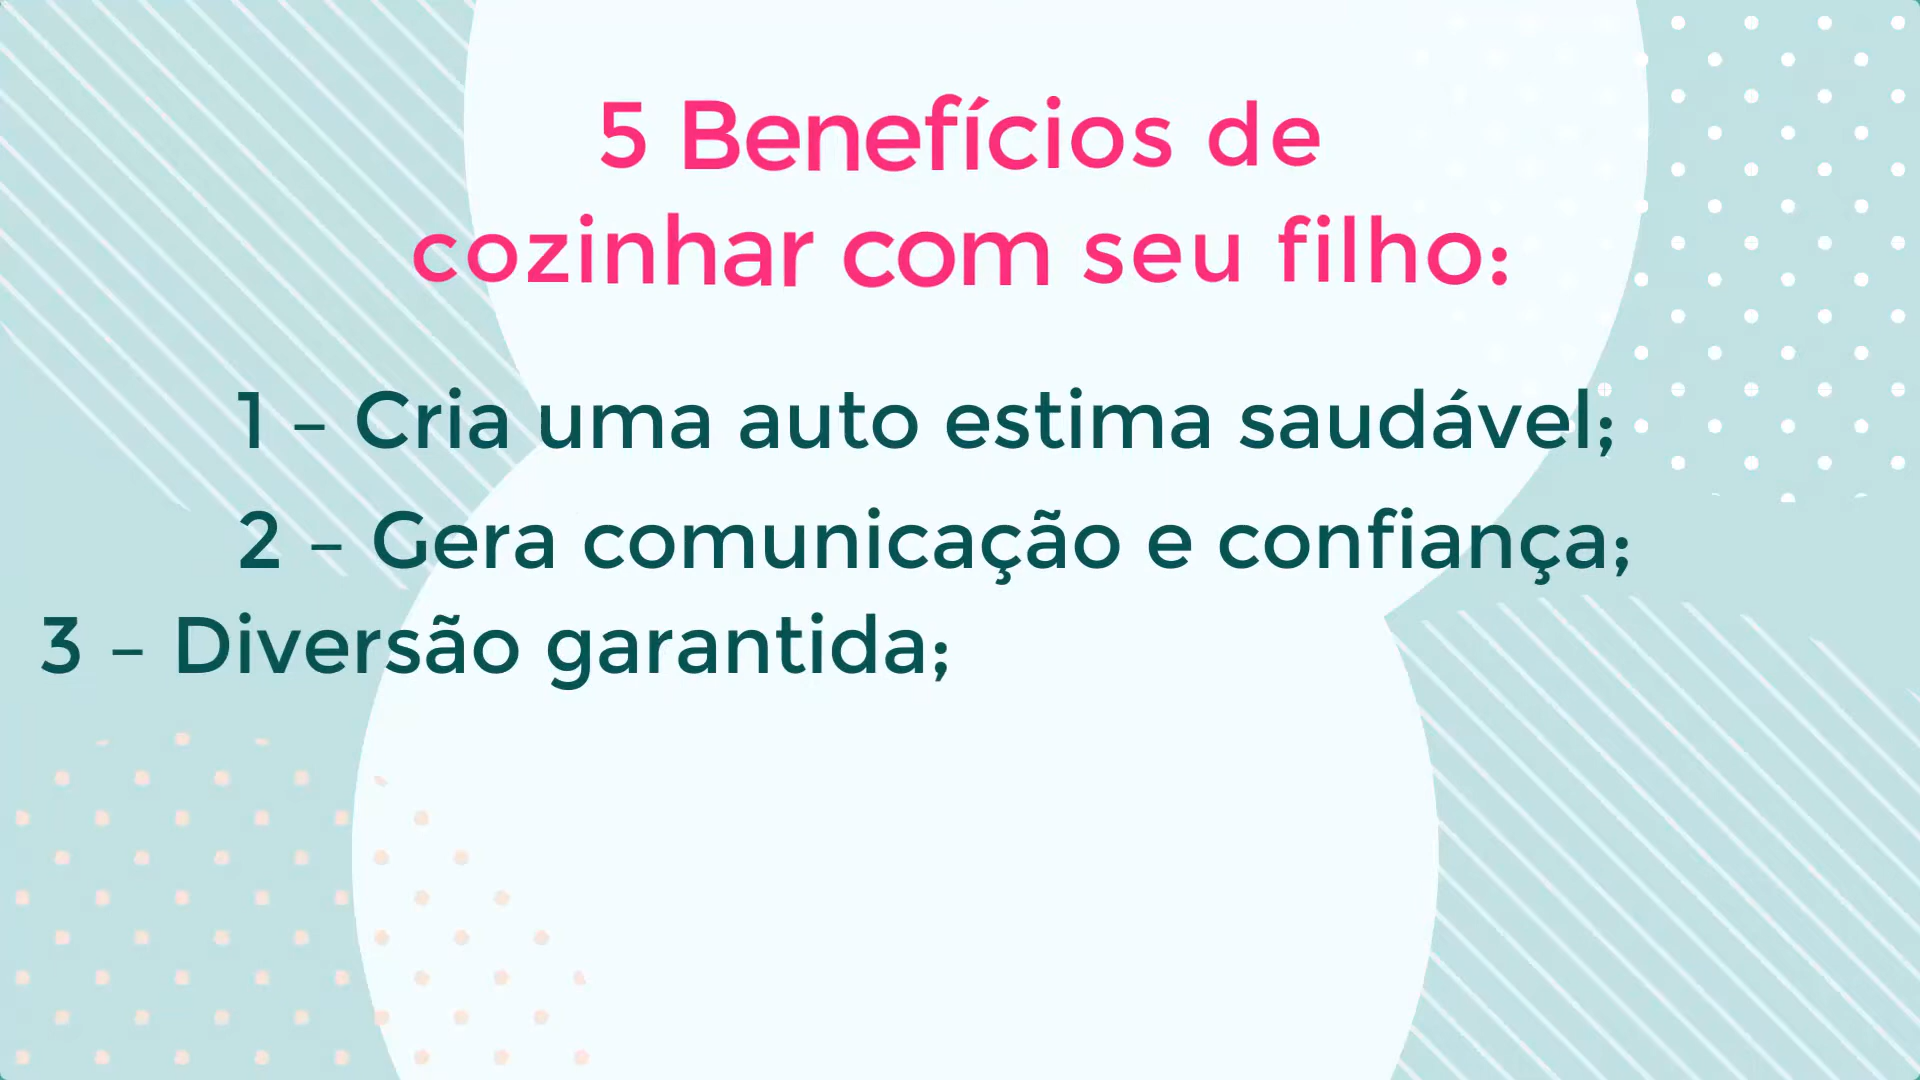 5 Benefícios de
cozinhar com seu filho:
1 – Cria uma auto estima saudável;
2 – Gera comunicação e confiança;
3 – Diversão garantida;